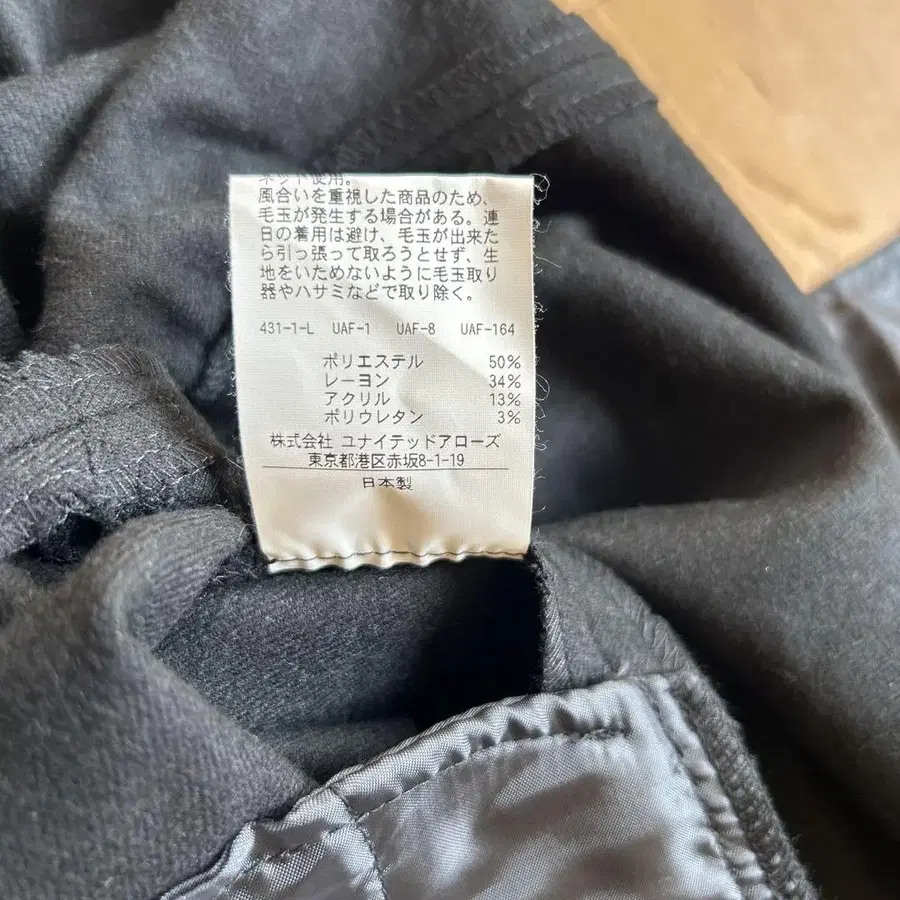 ネット使用。
風合いを重視した商品のため、
毛玉が発生する場合がある。連
日の着用は避け、毛玉が出来た
ら引っ張って取ろうとせず、生
地をいためないように毛玉取り
器やハサミなどで取り除く。
431-1-L UAF-1 UAF-8 UAF-164
ポリエステル 50%
レーヨン 34%
アクリル 13%
ポリウレタン 3%
株式会社 ユナイテッドアローズ
東京都港区赤坂8-1-19
日本製